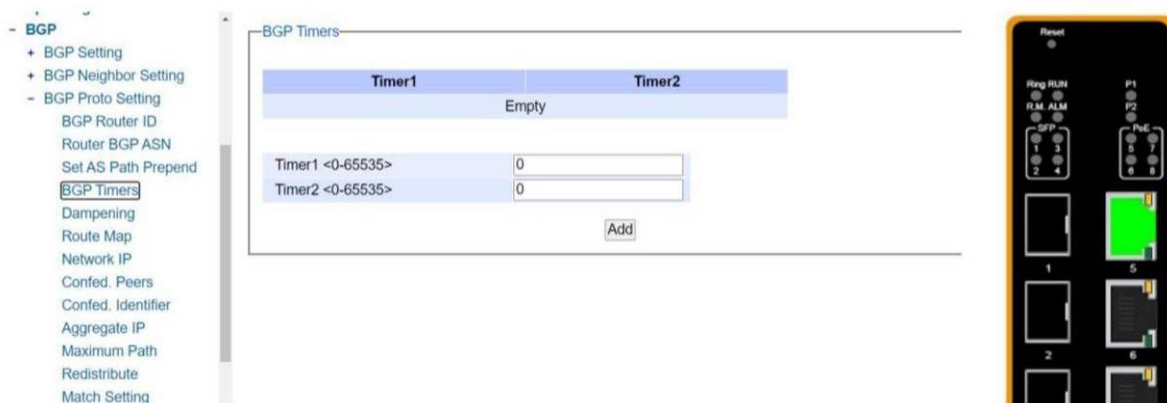 BGP
BGP Setting
BGP Neighbor Setting
BGP Proto Setting
BGP Router ID
Router BGP ASN
Set AS Path Prepend
BGP Timers
Dampening
Route Map
Network IP
Confed. Peers
Confed. Identifier
Aggregate IP
Maximum Path
Redistribute
Match Setting
BGP Timers
Timer1 Timer2
Empty
Timer1 <0-65535> 0
Timer2 <0-65535> 0
Add
Reset
Ring RUN P1
R.M. ALM P2
SFP PoE
1 3 5 7
2 4 6 8
1 5
2 6